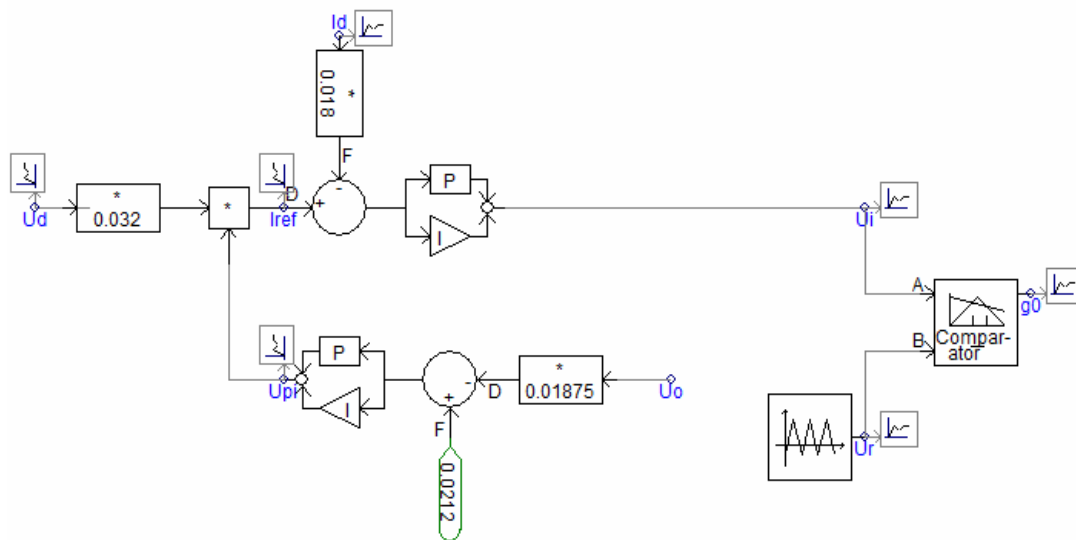 Id
*
0.018
F
-
Ud
*
0.032
*
D
Iref
+
P
I
Ui
A
g0
B
Compar-
ator
Upi
P
I
-
+
D
*
0.01875
Uo
F
0.0212
Ur